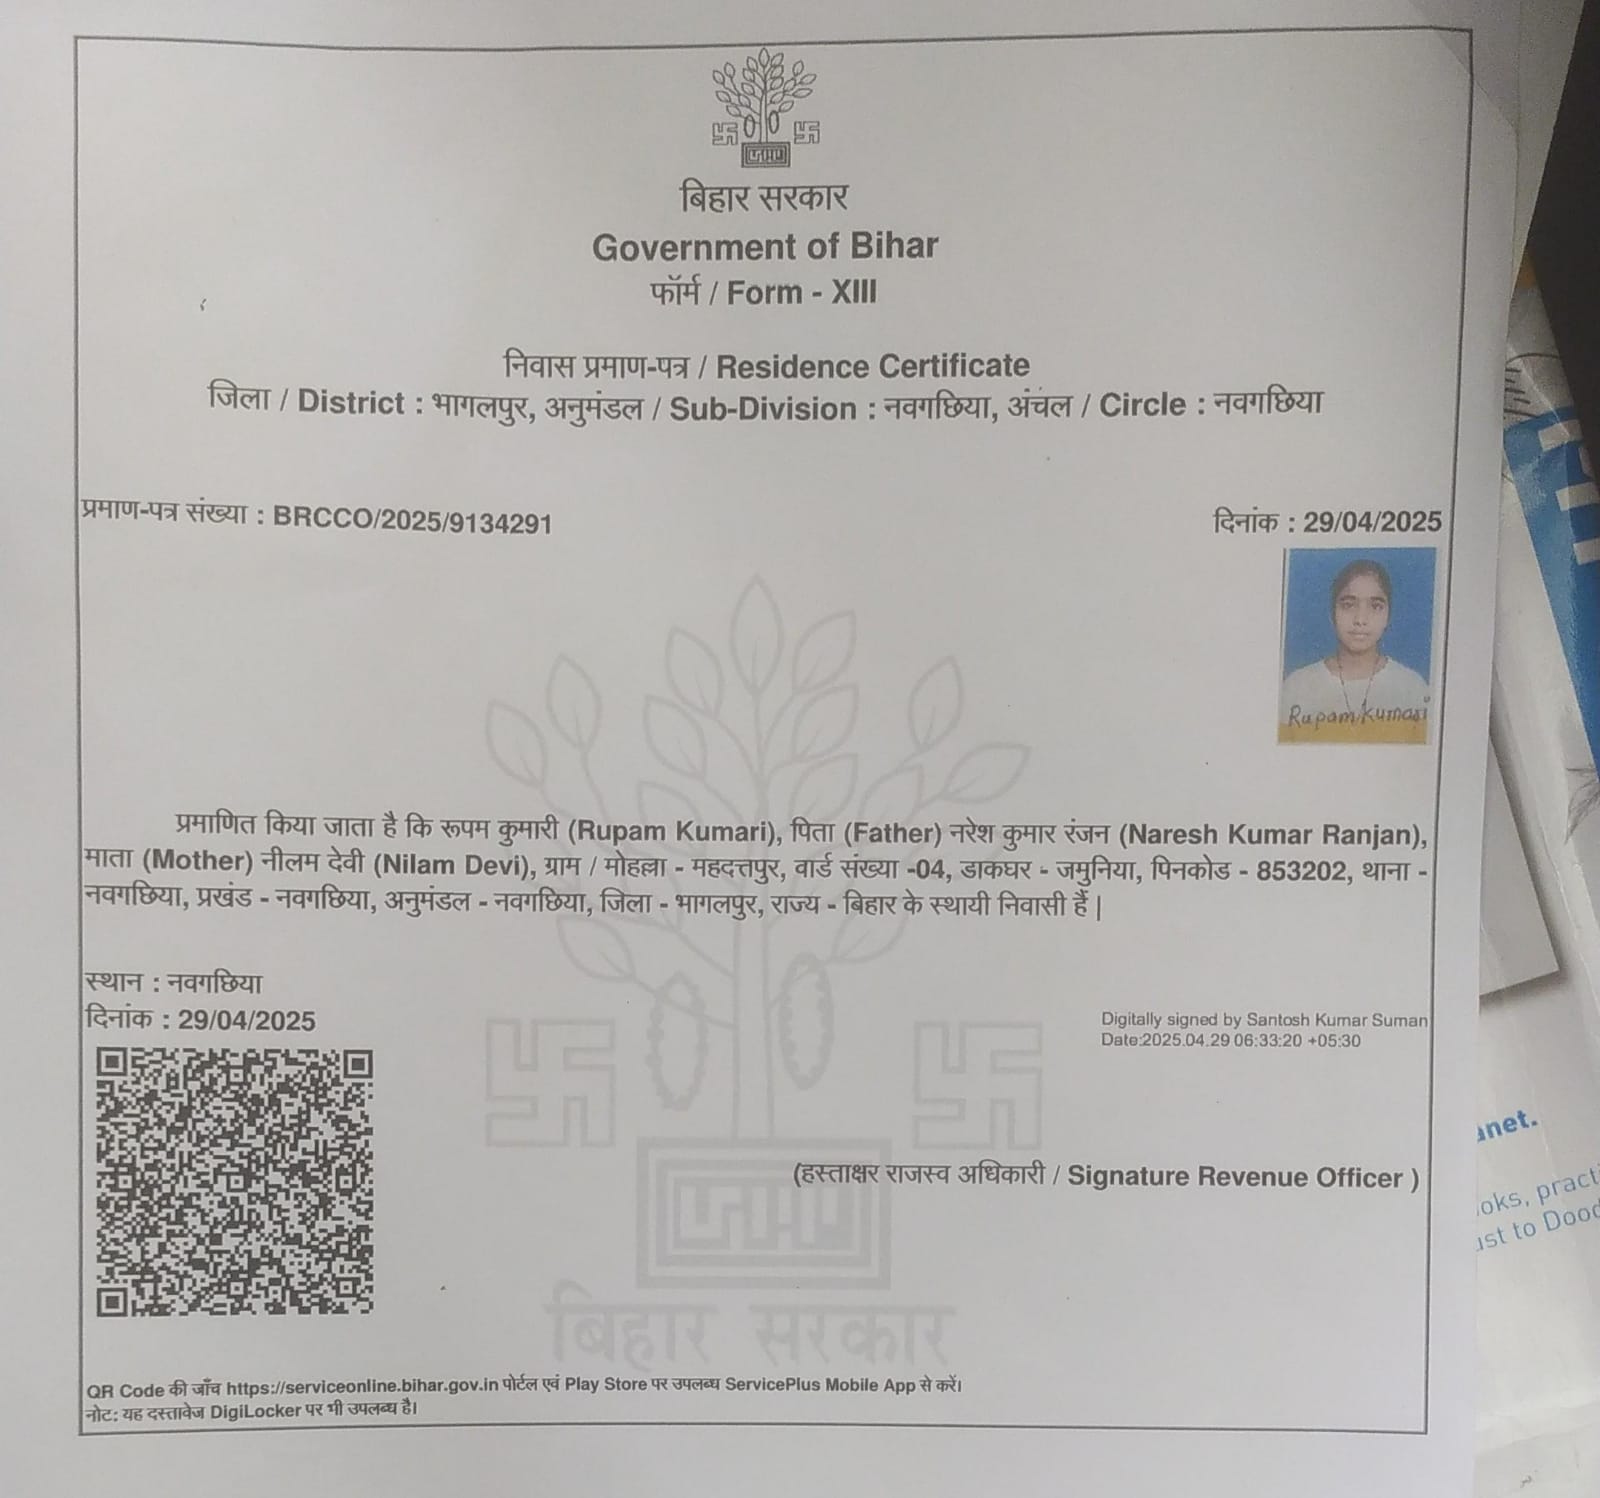 बिहार सरकार
Government of Bihar
फॉर्म / Form - XIII
निवास प्रमाण-पत्र / Residence Certificate
जिला / District : भागलपुर, अनुमंडल / Sub-Division : नवगछिया, अंचल / Circle : नवगछिया
प्रमाण-पत्र संख्या : BRCCO/2025/9134291
दिनांक : 29/04/2025
Rupam Kumari
प्रमाणित किया जाता है कि रूपम कुमारी (Rupam Kumari), पिता (Father) नरेश कुमार रंजन (Naresh Kumar Ranjan),
माता (Mother) नीलम देवी (Nilam Devi), ग्राम / मोहल्ला - महदत्तपुर, वार्ड संख्या -04, डाकघर - जमुनिया, पिनकोड - 853202, थाना -
नवगछिया, प्रखंड - नवगछिया, अनुमंडल - नवगछिया, जिला - भागलपुर, राज्य - बिहार के स्थायी निवासी हैं |
स्थान : नवगछिया
दिनांक : 29/04/2025
Digitally signed by Santosh Kumar Suman
Date:2025.04.29 06:33:20 +05:30
(हस्ताक्षर राजस्व अधिकारी / Signature Revenue Officer )
बिहार सरकार
QR Code की जाँच https://serviceonline.bihar.gov.in पोर्टल एवं Play Store पर उपलब्ध ServicePlus Mobile App से करें।
नोट: यह दस्तावेज DigiLocker पर भी उपलब्ध है।
anet.
oks, practi
ust to Dood